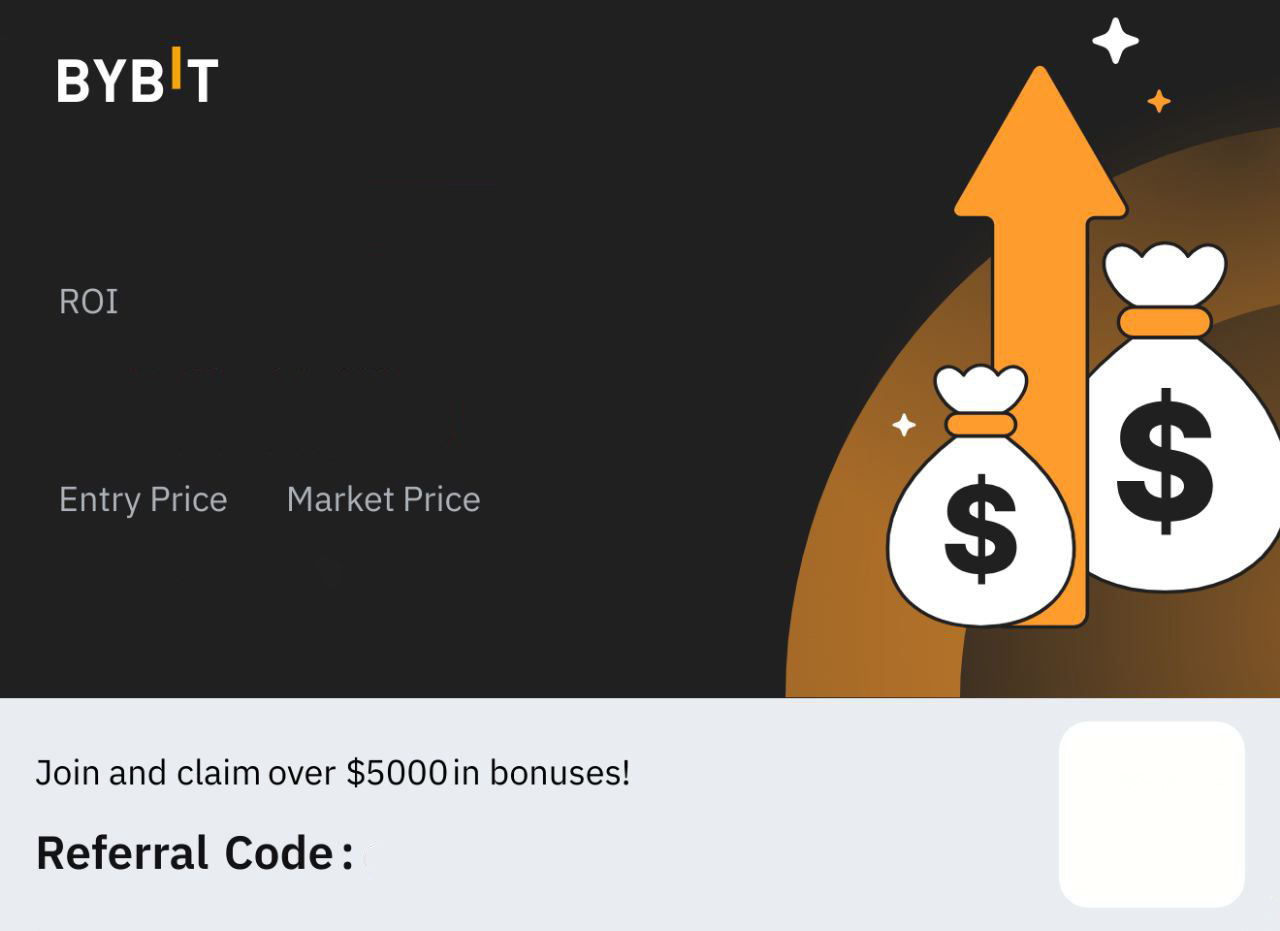 BYBIT
ROI
Entry Price Market Price
$ $
Join and claim over $5000 in bonuses!
Referral Code: